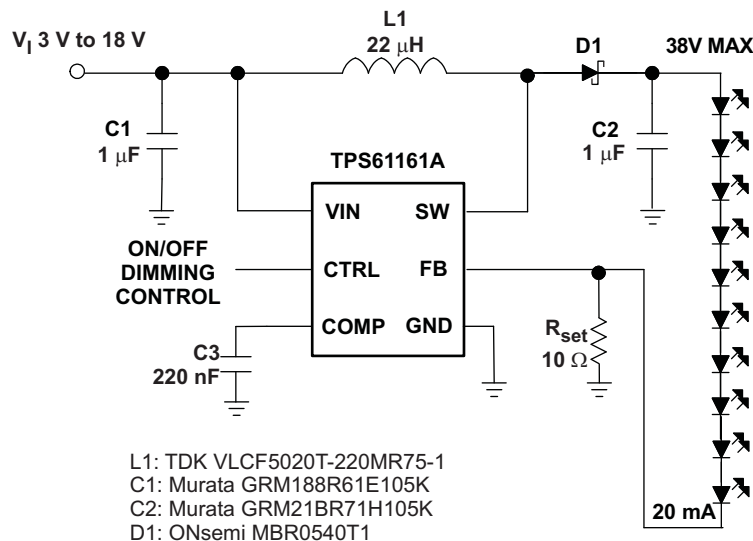 V_I 3 V to 18 V
L1
22 μH
D1
38V MAX
C1
1 μF
C2
1 μF
TPS61161A
VIN
SW
ON/OFF
DIMMING
CONTROL
CTRL
FB
COMP
GND
C3
220 nF
R_set
10 Ω
20 mA
L1: TDK VLCF5020T-220MR75-1
C1: Murata GRM188R61E105K
C2: Murata GRM21BR71H105K
D1: ONsemi MBR0540T1